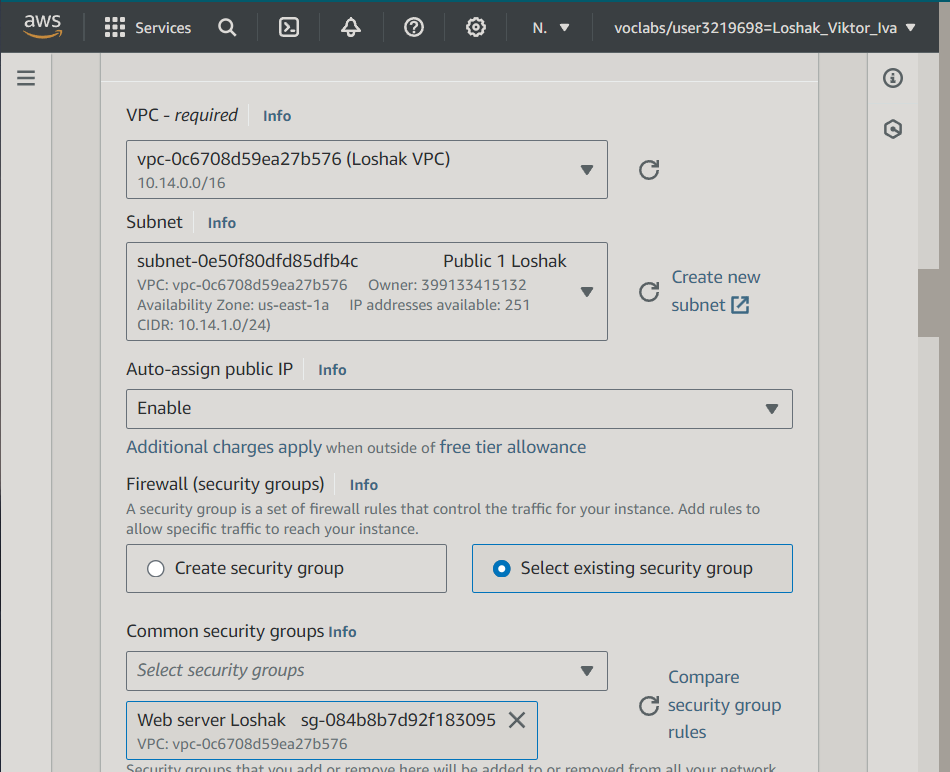 aws Services N. voclabs/user3219698=Loshak_Viktor_Iva
VPC - required Info
vpc-0c6708d59ea27b576 (Loshak VPC)
10.14.0.0/16
Subnet Info
subnet-0e50f80dfd85dfb4c Public 1 Loshak
VPC: vpc-0c6708d59ea27b576 Owner: 399133415132
Availability Zone: us-east-1a IP addresses available: 251
CIDR: 10.14.1.0/24)
Create new
subnet
Auto-assign public IP Info
Enable
Additional charges apply when outside of free tier allowance
Firewall (security groups) Info
A security group is a set of firewall rules that control the traffic for your instance. Add rules to
allow specific traffic to reach your instance.
Create security group
Select existing security group
Common security groups Info
Select security groups
Web server Loshak sg-084b8b7d92f183095
VPC: vpc-0c6708d59ea27b576
Compare
security group
rules
Security groups that you add or remove here will be added to or removed from all your network